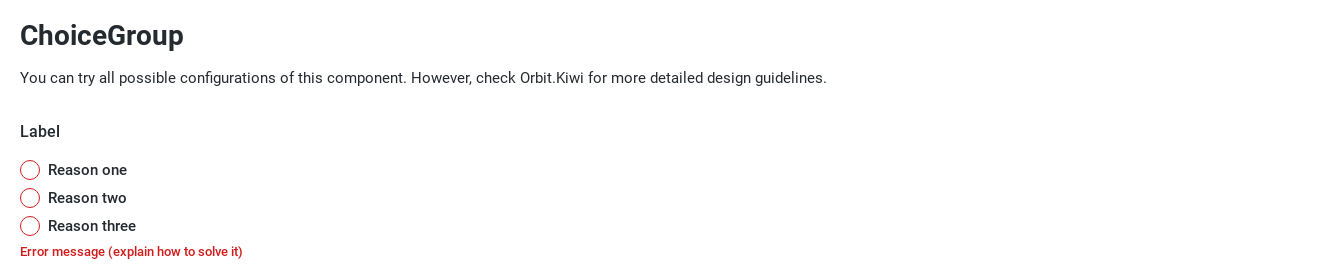 ChoiceGroup
You can try all possible configurations of this component. However, check Orbit.Kiwi for more detailed design guidelines.
Label
Reason one
Reason two
Reason three
Error message (explain how to solve it)